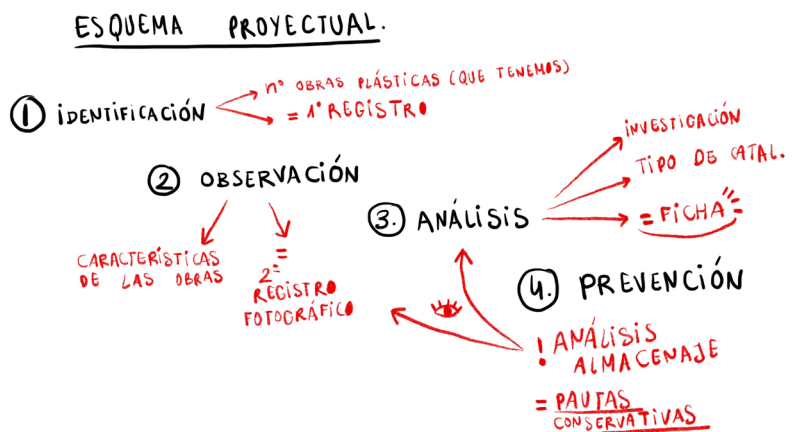 ESQUEMA PROYECTUAL.
① iDENTiFiCACiÓN
nº OBRAS PLÁSTICAS (QUE TENEMOS)
= 1º REGISTRO
② OBSERVACiÓN
CARACTERÍSTICAS
DE LAS OBRAS
=
2º
REGISTRO
FOTOGRÁFICO
③. ANÁLiSiS
iNVESTIGACiÓN
TiPO DE CATAL.
= FiCHA
④. PREVENCiÓN
! ANÁLiSiS
ALMACENAJE
= PAUTAS
CONSERVATIVAS